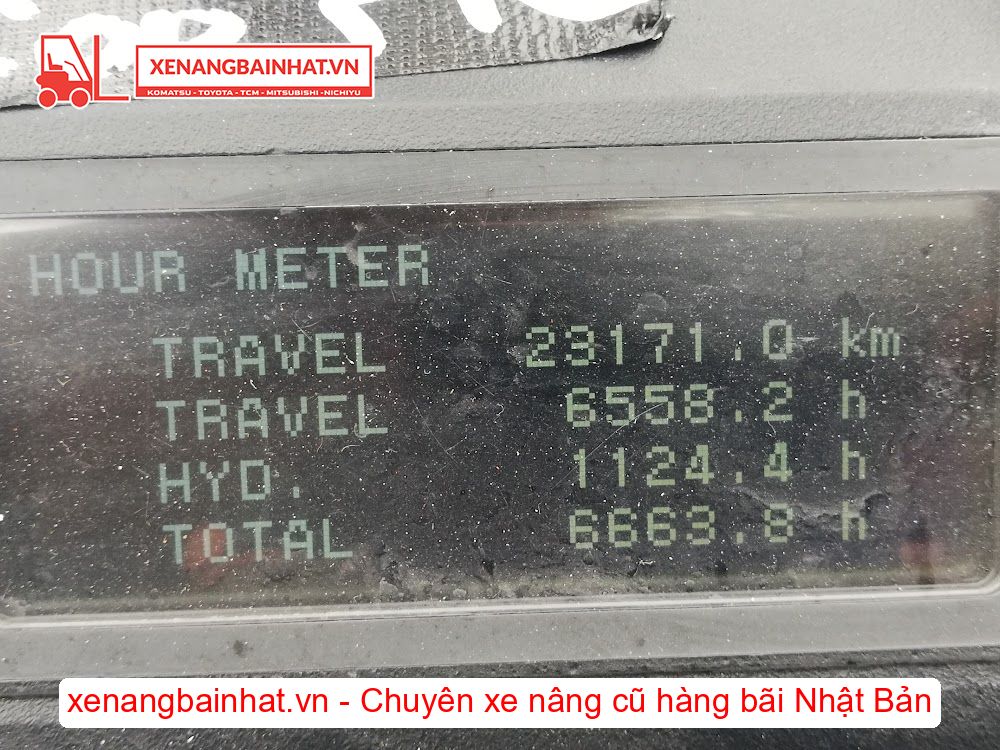 XENANGBAINHAT.VN
KOMATSU - TOYOTA - TCM - MITSUBISHI - NICHIYU
HOUR METER
TRAVEL 23171.0 km
TRAVEL 6558.2 h
HYD. 1124.4 h
TOTAL 6663.8 h
xenangbainhat.vn - Chuyên xe nâng cũ hàng bãi Nhật Bản